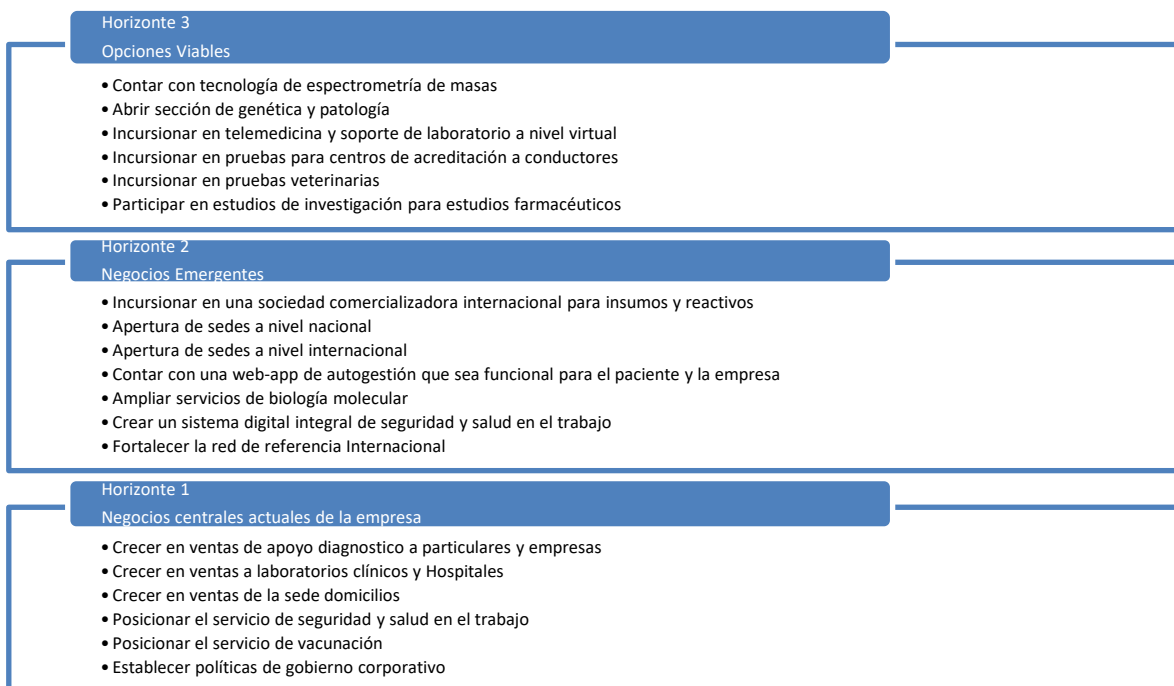 Horizonte 3
Opciones Viables
• Contar con tecnología de espectrometría de masas
• Abrir sección de genética y patología
• Incursionar en telemedicina y soporte de laboratorio a nivel virtual
• Incursionar en pruebas para centros de acreditación a conductores
• Incursionar en pruebas veterinarias
• Participar en estudios de investigación para estudios farmacéuticos
Horizonte 2
Negocios Emergentes
• Incursionar en una sociedad comercializadora internacional para insumos y reactivos
• Apertura de sedes a nivel nacional
• Apertura de sedes a nivel internacional
• Contar con una web-app de autogestión que sea funcional para el paciente y la empresa
• Ampliar servicios de biología molecular
• Crear un sistema digital integral de seguridad y salud en el trabajo
• Fortalecer la red de referencia Internacional
Horizonte 1
Negocios centrales actuales de la empresa
• Crecer en ventas de apoyo diagnostico a particulares y empresas
• Crecer en ventas a laboratorios clínicos y Hospitales
• Crecer en ventas de la sede domicilios
• Posicionar el servicio de seguridad y salud en el trabajo
• Posicionar el servicio de vacunación
• Establecer políticas de gobierno corporativo